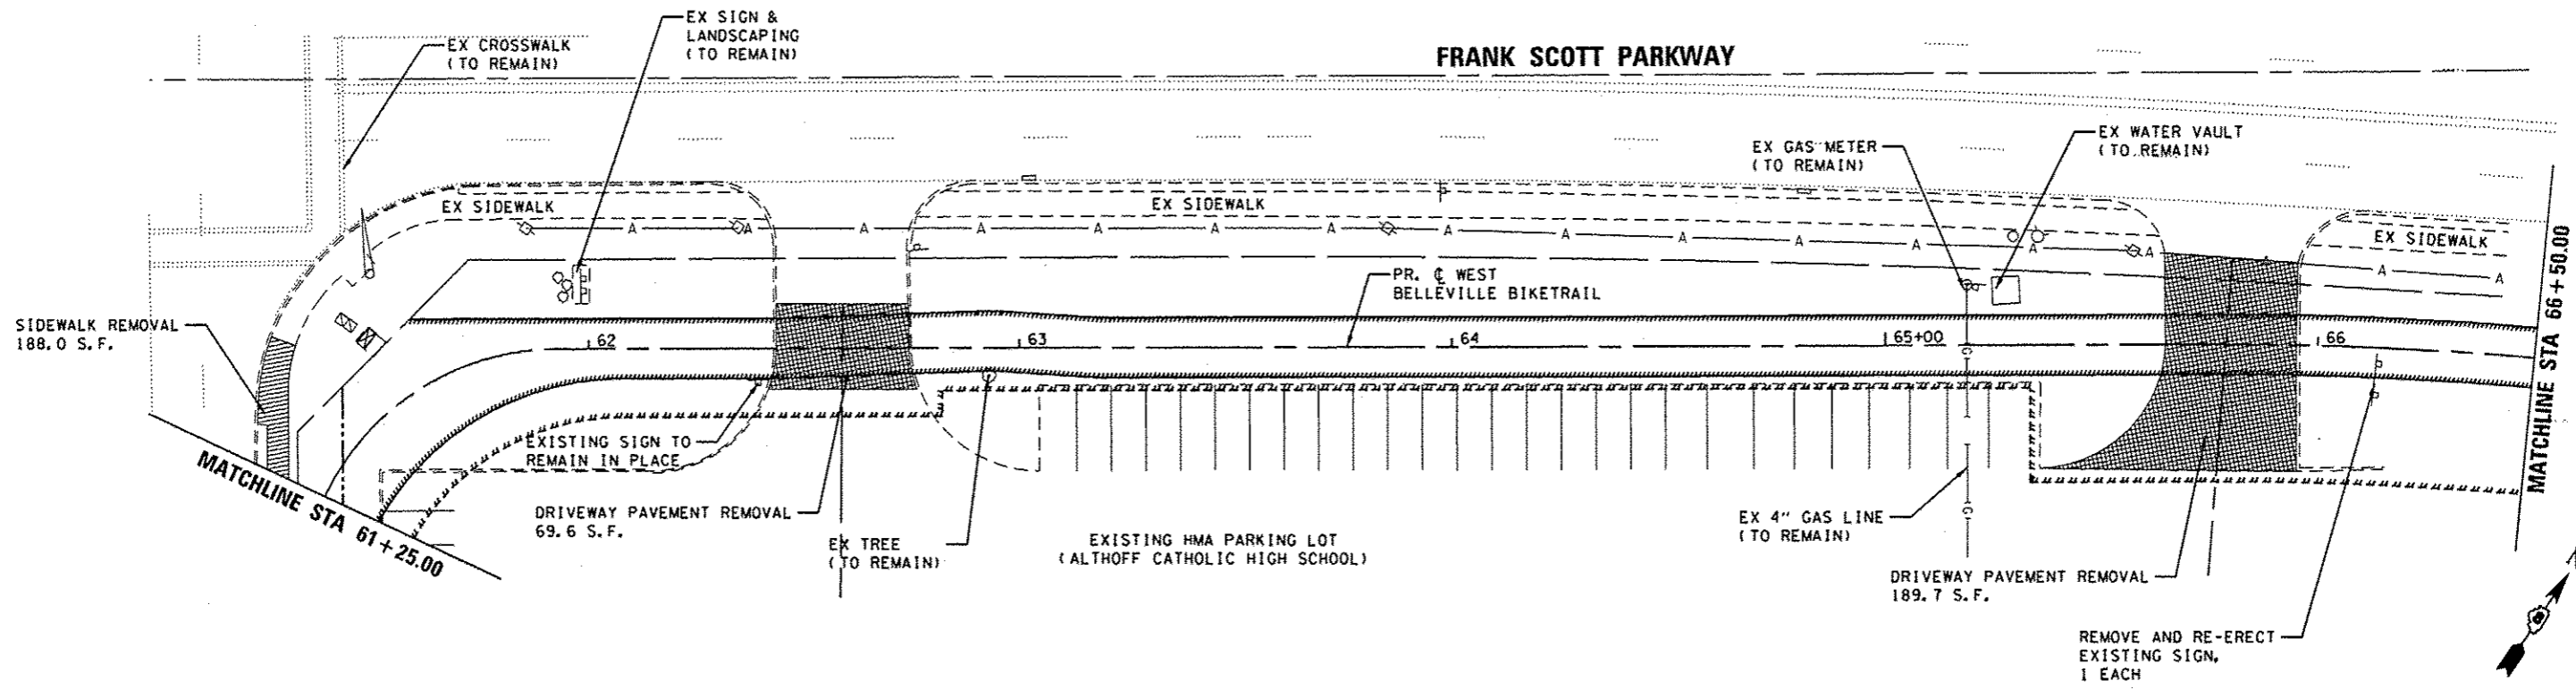 EX SIGN &
LANDSCAPING
(TO REMAIN)
EX CROSSWALK
(TO REMAIN)
FRANK SCOTT PARKWAY
EX WATER VAULT
(TO REMAIN)
EX GAS METER
(TO REMAIN)
EX SIDEWALK
EX SIDEWALK
EX SIDEWALK
A A A A A A A A A A A A A A A
PR. ℄ WEST
BELLEVILLE BIKETRAIL
SIDEWALK REMOVAL
188.0 S.F.
62
63
64
65+00
66
G
G
EXISTING SIGN TO
REMAIN IN PLACE
MATCHLINE STA 61+25.00
MATCHLINE STA 66+50.00
DRIVEWAY PAVEMENT REMOVAL
69.6 S.F.
EX TREE
(TO REMAIN)
EXISTING HMA PARKING LOT
(ALTHOFF CATHOLIC HIGH SCHOOL)
EX 4" GAS LINE
(TO REMAIN)
DRIVEWAY PAVEMENT REMOVAL
189.7 S.F.
REMOVE AND RE-ERECT
EXISTING SIGN,
1 EACH